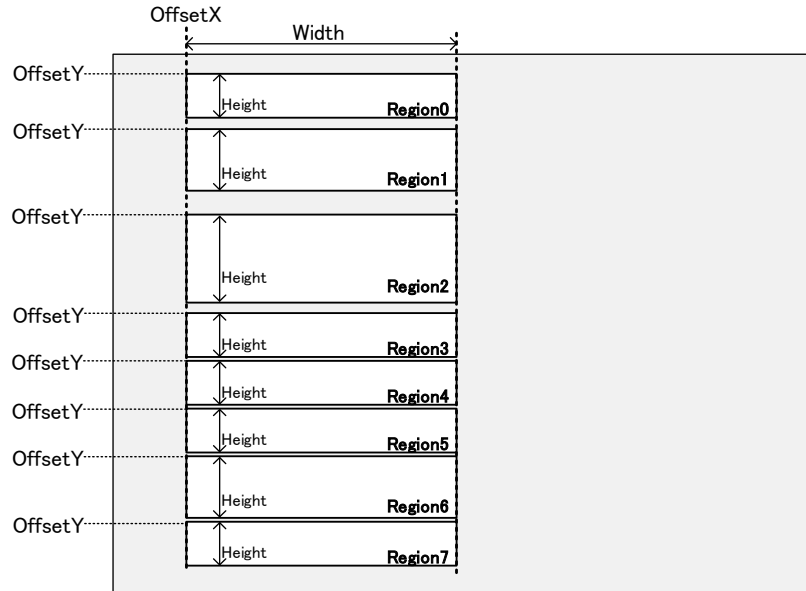 OffsetX
Width
OffsetY
Height
Region0
OffsetY
Height
Region1
OffsetY
Height
Region2
OffsetY
Height
Region3
OffsetY
Height
Region4
OffsetY
Height
Region5
OffsetY
Height
Region6
OffsetY
Height
Region7